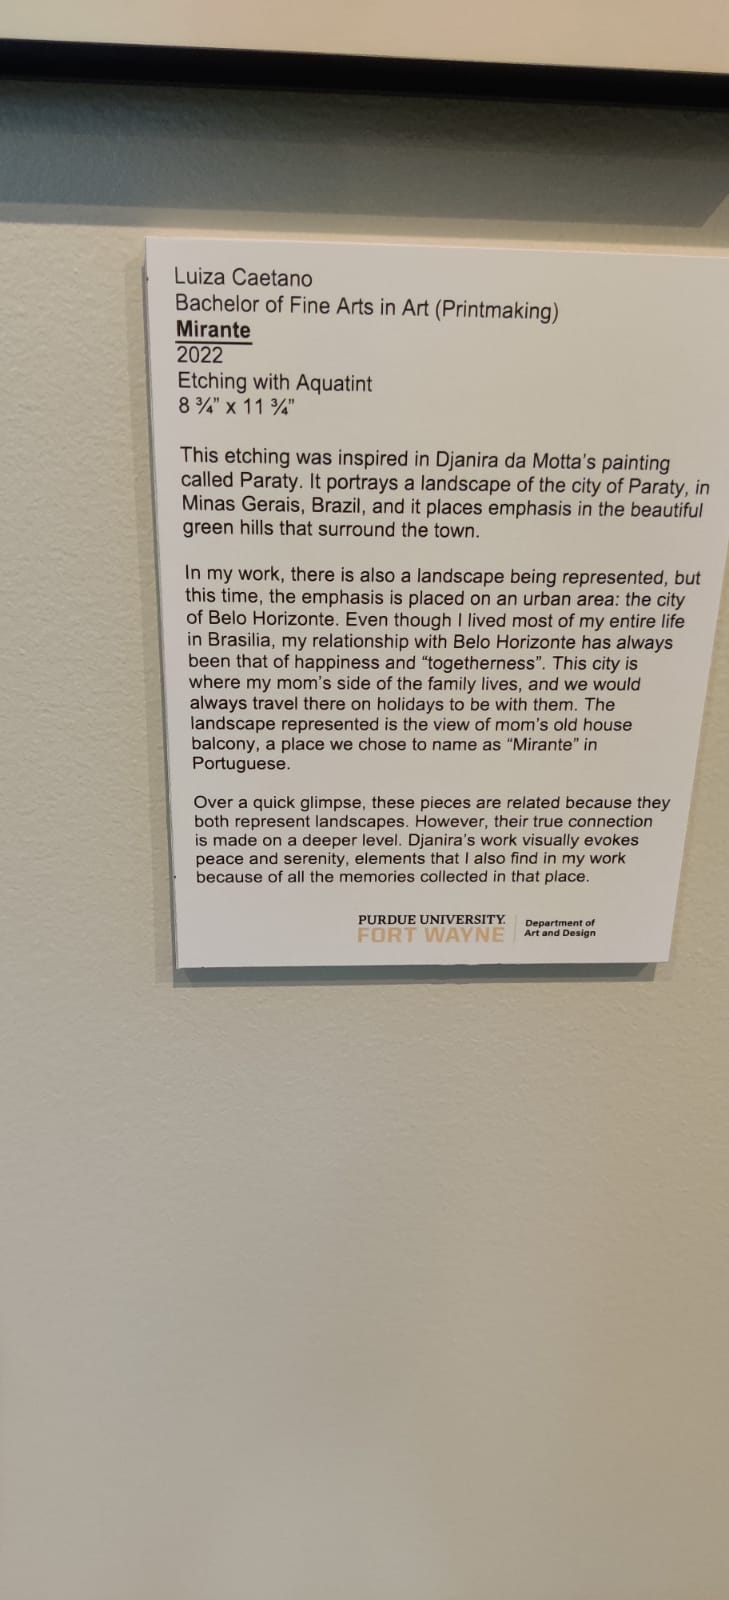 Luiza Caetano
Bachelor of Fine Arts in Art (Printmaking)
Mirante
2022
Etching with Aquatint
8 ¾” x 11 ¾”
This etching was inspired in Djanira da Motta’s painting
called Paraty. It portrays a landscape of the city of Paraty, in
Minas Gerais, Brazil, and it places emphasis in the beautiful
green hills that surround the town.
In my work, there is also a landscape being represented, but
this time, the emphasis is placed on an urban area: the city
of Belo Horizonte. Even though I lived most of my entire life
in Brasilia, my relationship with Belo Horizonte has always
been that of happiness and “togetherness”. This city is
where my mom’s side of the family lives, and we would
always travel there on holidays to be with them. The
landscape represented is the view of mom’s old house
balcony, a place we chose to name as “Mirante” in
Portuguese.
Over a quick glimpse, these pieces are related because they
both represent landscapes. However, their true connection
is made on a deeper level. Djanira’s work visually evokes
peace and serenity, elements that I also find in my work
because of all the memories collected in that place.
PURDUE UNIVERSITY.
FORT WAYNE
Department of
Art and Design